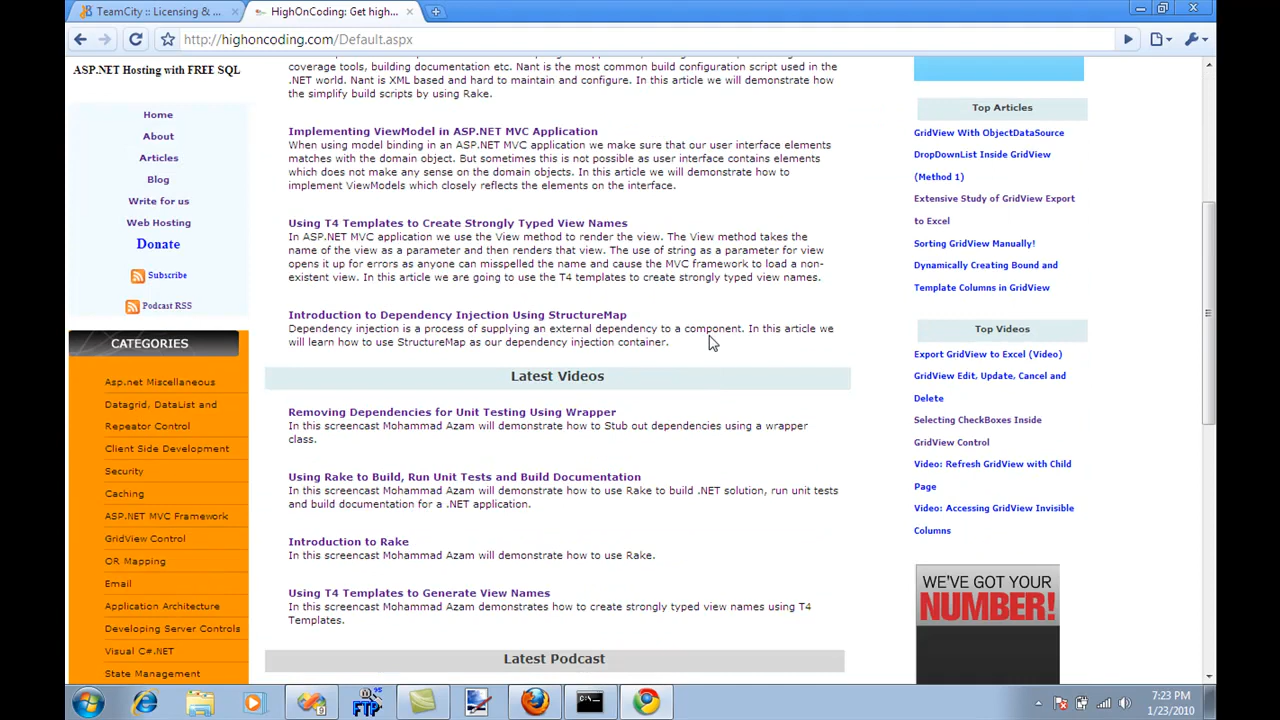 TeamCity :: Licensing & ...
HighOnCoding: Get high...
http://highoncoding.com/Default.aspx
ASP.NET Hosting with FREE SQL
Home
About
Articles
Blog
Write for us
Web Hosting
Donate
Subscribe
Podcast RSS
CATEGORIES
Asp.net Miscellaneous
Datagrid, DataList and
Repeator Control
Client Side Development
Security
Caching
ASP.NET MVC Framework
GridView Control
OR Mapping
Email
Application Architecture
Developing Server Controls
Visual C#.NET
State Management
coverage tools, building documentation etc. Nant is the most common build configuration script used in the
.NET world. Nant is XML based and hard to maintain and configure. In this article we will demonstrate how
the simplify build scripts by using Rake.
Implementing ViewModel in ASP.NET MVC Application
When using model binding in an ASP.NET MVC application we make sure that our user interface elements
matches with the domain object. But sometimes this is not possible as user interface contains elements
which does not make any sense on the domain objects. In this article we will demonstrate how to
implement ViewModels which closely reflects the elements on the interface.
Using T4 Templates to Create Strongly Typed View Names
In ASP.NET MVC application we use the View method to render the view. The View method takes the
name of the view as a parameter and then renders that view. The use of string as a parameter for view
opens it up for errors as anyone can misspelled the name and cause the MVC framework to load a non-
existent view. In this article we are going to use the T4 templates to create strongly typed view names.
Introduction to Dependency Injection Using StructureMap
Dependency injection is a process of supplying an external dependency to a component. In this article we
will learn how to use StructureMap as our dependency injection container.
Latest Videos
Removing Dependencies for Unit Testing Using Wrapper
In this screencast Mohammad Azam will demonstrate how to Stub out dependencies using a wrapper
class.
Using Rake to Build, Run Unit Tests and Build Documentation
In this screencast Mohammad Azam will demonstrate how to use Rake to build .NET solution, run unit tests
and build documentation for a .NET application.
Introduction to Rake
In this screencast Mohammad Azam will demonstrate how to use Rake.
Using T4 Templates to Generate View Names
In this screencast Mohammad Azam demonstrates how to create strongly typed view names using T4
Templates.
Latest Podcast
Top Articles
GridView With ObjectDataSource
DropDownList Inside GridView
(Method 1)
Extensive Study of GridView Export
to Excel
Sorting GridView Manually!
Dynamically Creating Bound and
Template Columns in GridView
Top Videos
Export GridView to Excel (Video)
GridView Edit, Update, Cancel and
Delete
Selecting CheckBoxes Inside
GridView Control
Video: Refresh GridView with Child
Page
Video: Accessing GridView Invisible
Columns
WE'VE GOT YOUR
NUMBER!
FTP
7:23 PM
1/23/2010